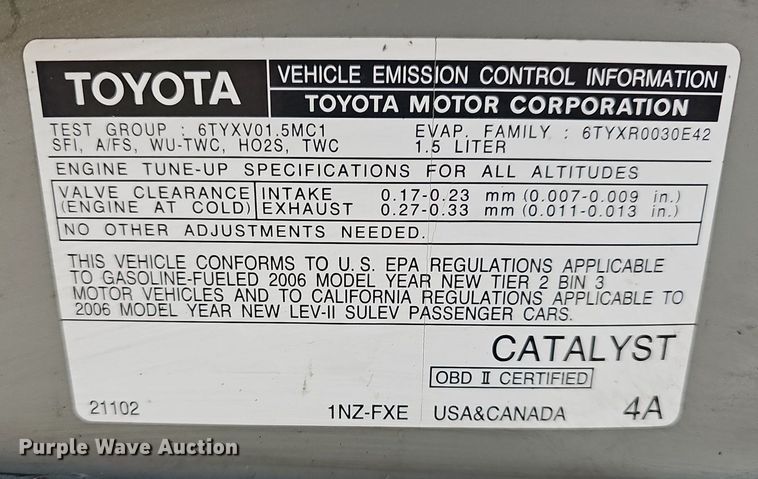 TOYOTA
VEHICLE EMISSION CONTROL INFORMATION
TOYOTA MOTOR CORPORATION
TEST GROUP : 6TYXV01.5MC1 EVAP. FAMILY : 6TYXR0030E42
SFI, A/FS, WU-TWC, HO2S, TWC 1.5 LITER
ENGINE TUNE-UP SPECIFICATIONS FOR ALL ALTITUDES
VALVE CLEARANCE INTAKE 0.17-0.23 mm (0.007-0.009 in.)
(ENGINE AT COLD) EXHAUST 0.27-0.33 mm (0.011-0.013 in.)
NO OTHER ADJUSTMENTS NEEDED.
THIS VEHICLE CONFORMS TO U.S. EPA REGULATIONS APPLICABLE
TO GASOLINE-FUELED 2006 MODEL YEAR NEW TIER 2 BIN 3
MOTOR VEHICLES AND TO CALIFORNIA REGULATIONS APPLICABLE TO
2006 MODEL YEAR NEW LEV-II SULEV PASSENGER CARS.
CATALYST
OBD II CERTIFIED
21102 1NZ-FXE USA&CANADA 4A
Purple Wave Auction